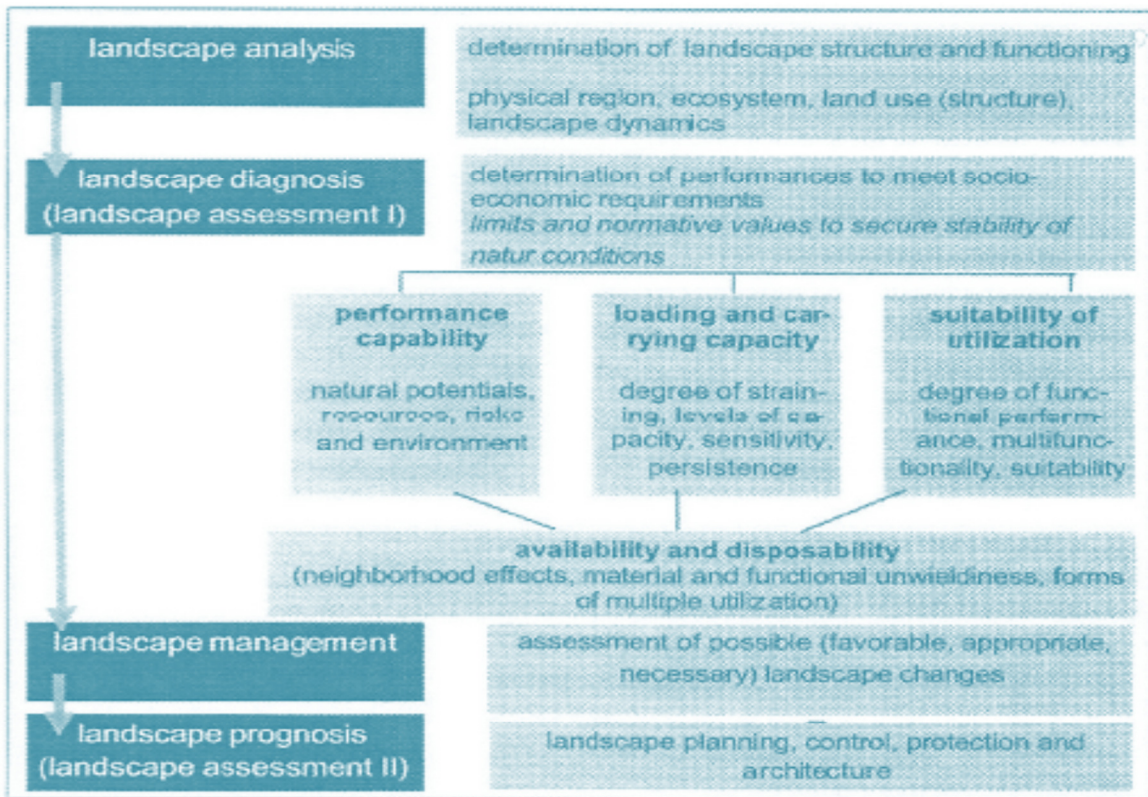 landscape analysis
determination of landscape structure and functioning
physical region, ecosystem, land use (structure),
landscape dynamics
landscape diagnosis
(landscape assessment I)
determination of performances to meet socio-
economic requirements
limits and normative values to secure stability of
natur conditions
performance
capability
natural potentials,
resources, risks
and environment
loading and car-
rying capacity
degree of strain-
ing, levels of ca-
pacity, sensitivity,
persistence
suitability of
utilization
degree of func-
tional perform-
ance, multifunc-
tionality, suitability
availability and disposability
(neighborhood effects, material and functional unwieldiness, forms
of multiple utilization)
landscape management
assessment of possible (favorable, appropriate,
necessary) landscape changes
landscape prognosis
(landscape assessment II)
landscape planning, control, protection and
architecture